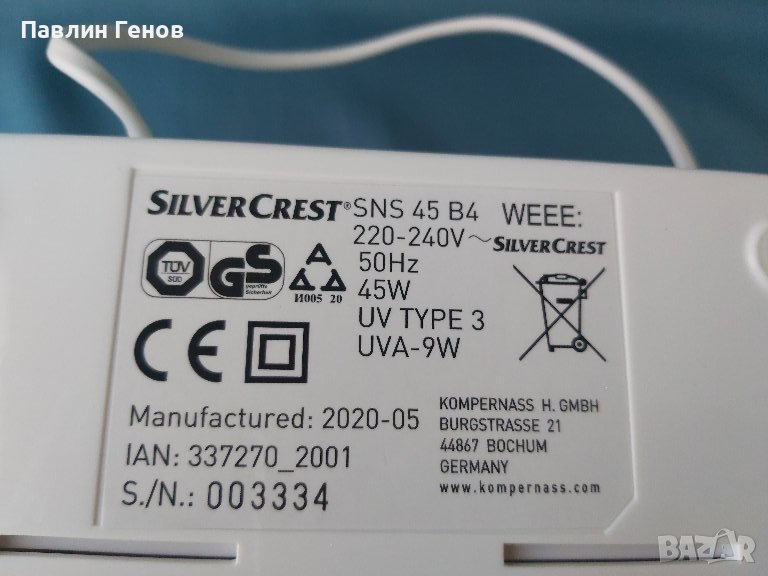 Павлин Генов
SILVERCREST® SNS 45 B4
220-240V~
50Hz
45W
UV TYPE 3
UVA-9W
WEEE:
SILVERCREST
TÜV
SÜD
GS
geprüfte
Sicherheit
И005 20
CE
Manufactured: 2020-05
IAN: 337270_2001
S./N.: 003334
KOMPERNASS H. GMBH
BURGSTRASSE 21
44867 BOCHUM
GERMANY
www.kompernass.com
BAZAR